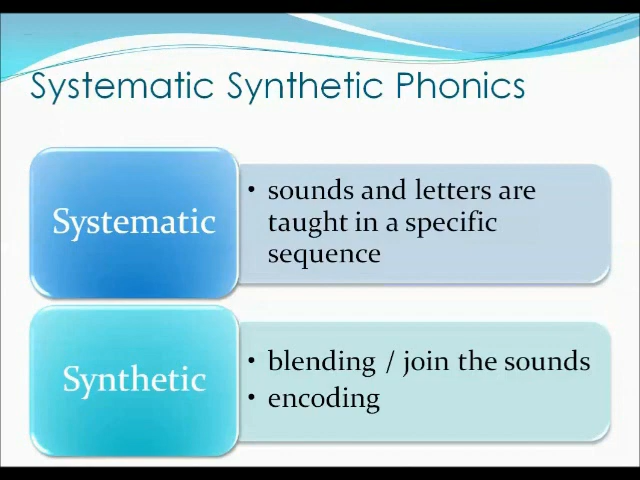 Systematic Synthetic Phonics
Systematic
• sounds and letters are
taught in a specific
sequence
Synthetic
• blending / join the sounds
• encoding